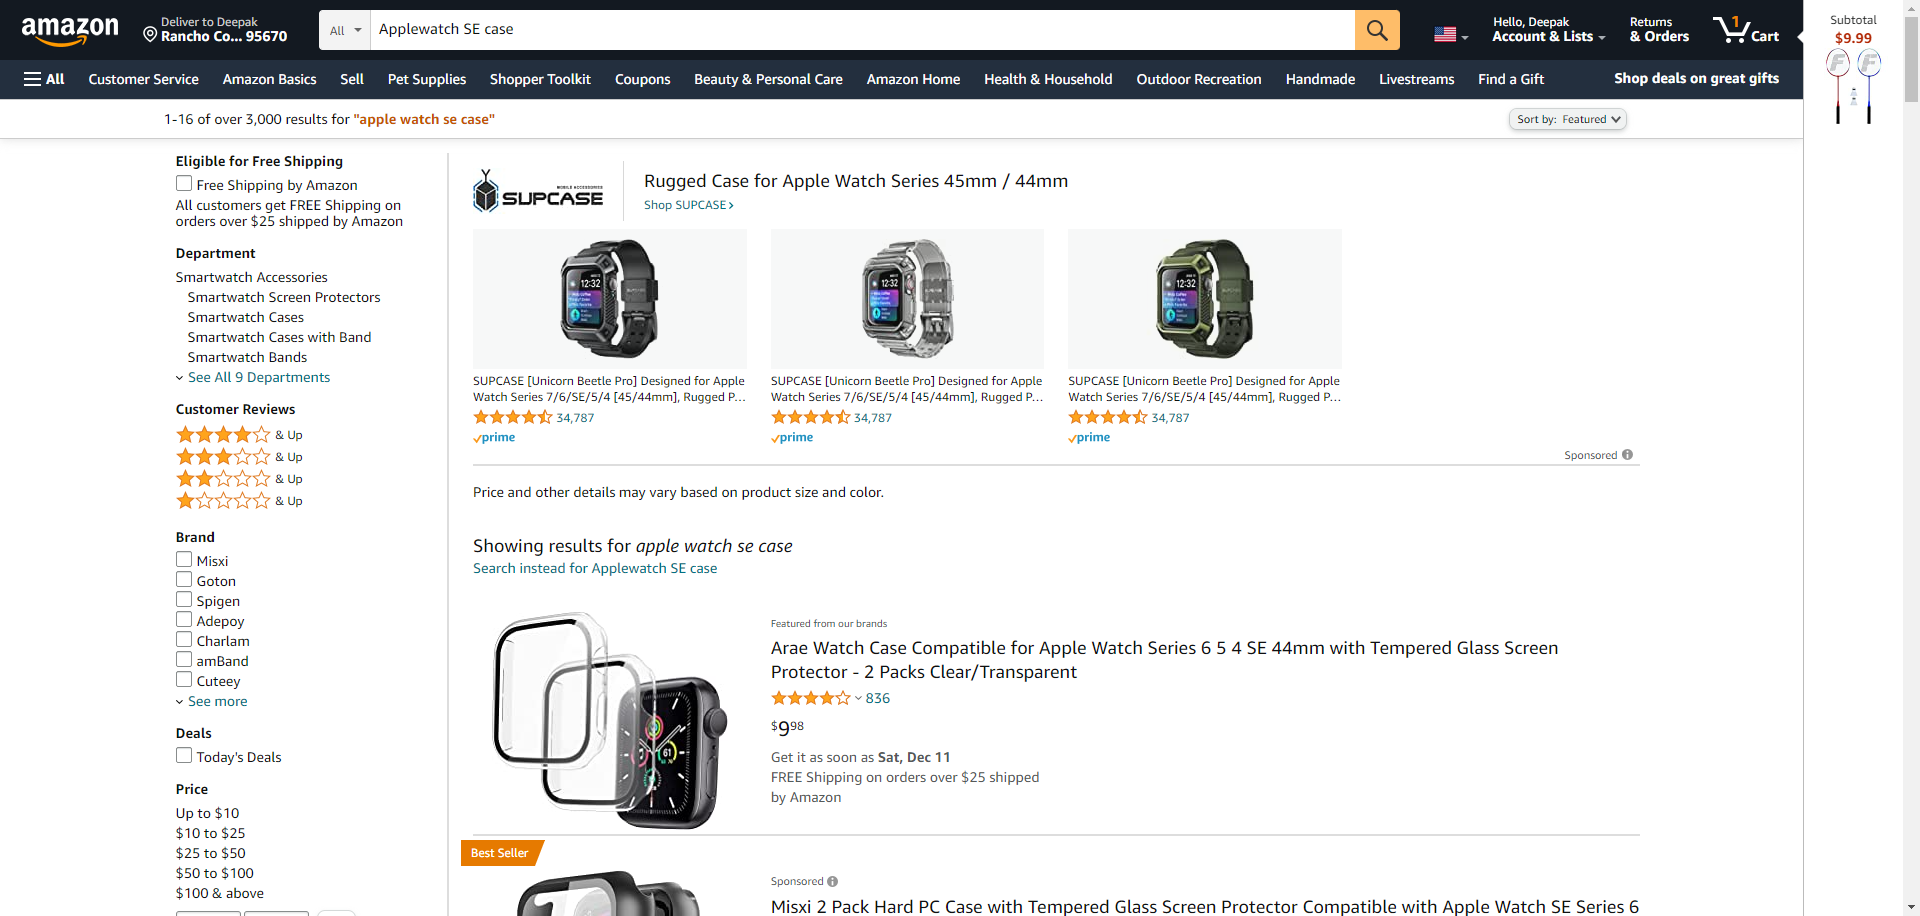 amazon
Deliver to Deepak
Rancho Co... 95670
All
Applewatch SE case
Hello, Deepak
Account & Lists
Returns
& Orders
1
Cart
Subtotal
$9.99
All
Customer Service
Amazon Basics
Sell
Pet Supplies
Shopper Toolkit
Coupons
Beauty & Personal Care
Amazon Home
Health & Household
Outdoor Recreation
Handmade
Livestreams
Find a Gift
Shop deals on great gifts
1-16 of over 3,000 results for "apple watch se case"
Sort by: Featured
Eligible for Free Shipping
Free Shipping by Amazon
All customers get FREE Shipping on
orders over $25 shipped by Amazon
Department
Smartwatch Accessories
Smartwatch Screen Protectors
Smartwatch Cases
Smartwatch Cases with Band
Smartwatch Bands
See All 9 Departments
Customer Reviews
& Up
& Up
& Up
& Up
Brand
Misxi
Goton
Spigen
Adepoy
Charlam
amBand
Cuteey
See more
Deals
Today's Deals
Price
Up to $10
$10 to $25
$25 to $50
$50 to $100
$100 & above
MOBILE ACCESSORIES
SUPCASE
Rugged Case for Apple Watch Series 45mm / 44mm
Shop SUPCASE
12:32
12:32
12:32
SUPCASE [Unicorn Beetle Pro] Designed for Apple
Watch Series 7/6/SE/5/4 [45/44mm], Rugged P...
34,787
prime
SUPCASE [Unicorn Beetle Pro] Designed for Apple
Watch Series 7/6/SE/5/4 [45/44mm], Rugged P...
34,787
prime
SUPCASE [Unicorn Beetle Pro] Designed for Apple
Watch Series 7/6/SE/5/4 [45/44mm], Rugged P...
34,787
prime
Sponsored
Price and other details may vary based on product size and color.
Showing results for apple watch se case
Search instead for Applewatch SE case
Featured from our brands
Arae Watch Case Compatible for Apple Watch Series 6 5 4 SE 44mm with Tempered Glass Screen
Protector - 2 Packs Clear/Transparent
836
$9.98
Get it as soon as Sat, Dec 11
FREE Shipping on orders over $25 shipped
by Amazon
61
Best Seller
Sponsored
Misxi 2 Pack Hard PC Case with Tempered Glass Screen Protector Compatible with Apple Watch SE Series 6